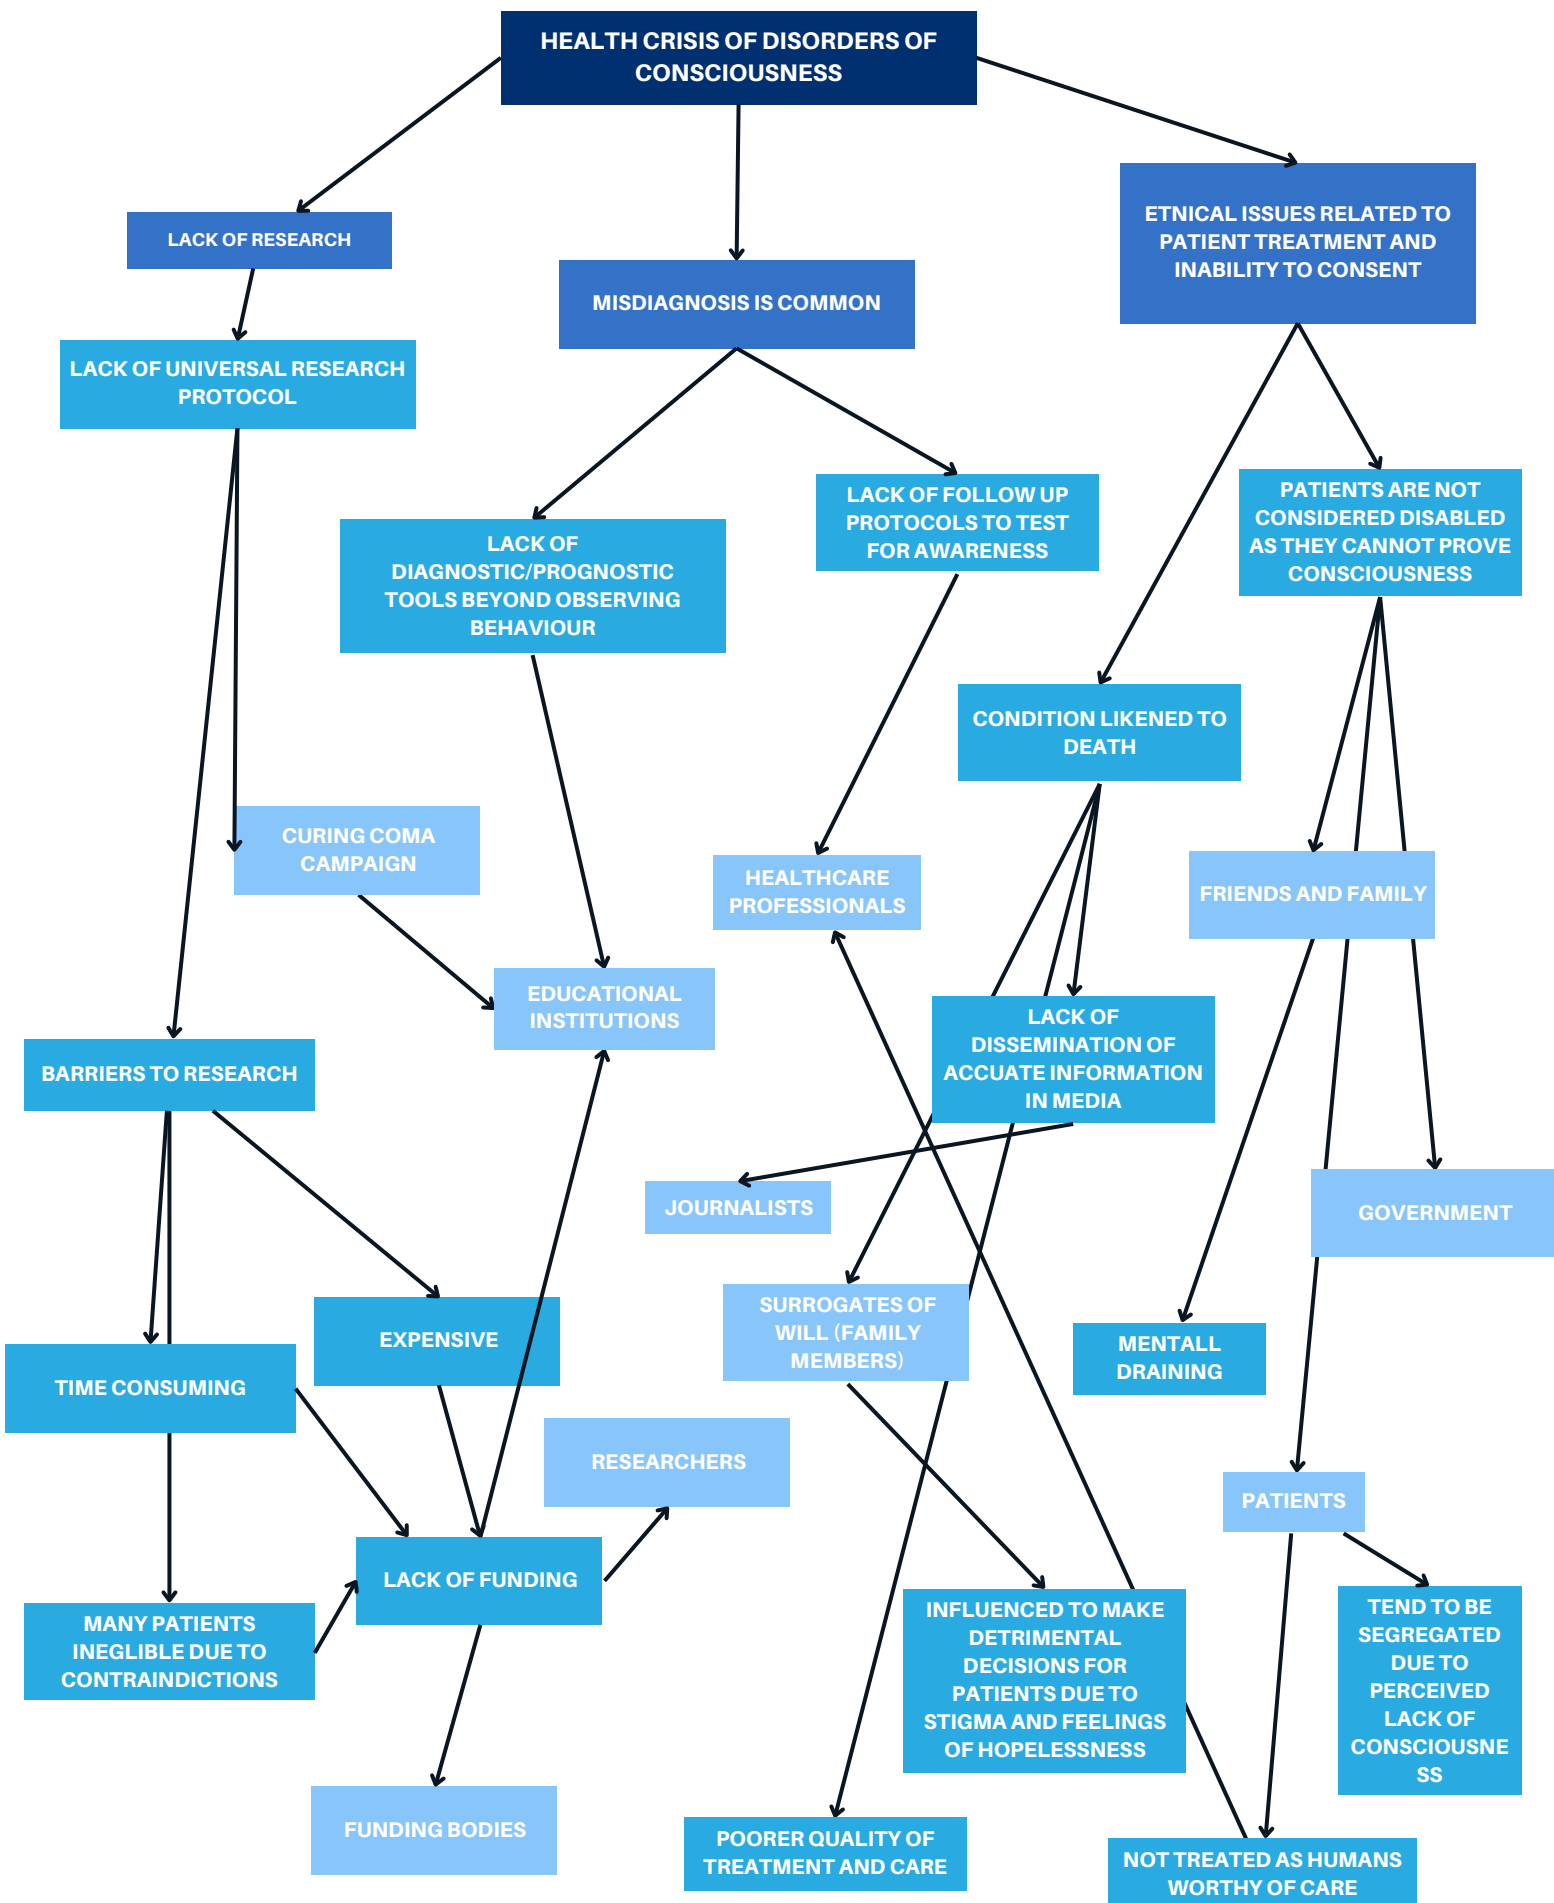 HEALTH CRISIS OF DISORDERS OF
CONSCIOUSNESS
LACK OF RESEARCH
ETNICAL ISSUES RELATED TO
PATIENT TREATMENT AND
INABILITY TO CONSENT
MISDIAGNOSIS IS COMMON
LACK OF UNIVERSAL RESEARCH
PROTOCOL
LACK OF
DIAGNOSTIC/PROGNOSTIC
TOOLS BEYOND OBSERVING
BEHAVIOUR
LACK OF FOLLOW UP
PROTOCOLS TO TEST
FOR AWARENESS
PATIENTS ARE NOT
CONSIDERED DISABLED
AS THEY CANNOT PROVE
CONSCIOUSNESS
CONDITION LIKENED TO
DEATH
CURING COMA
CAMPAIGN
HEALTHCARE
PROFESSIONALS
FRIENDS AND FAMILY
EDUCATIONAL
INSTITUTIONS
LACK OF
DISSEMINATION OF
ACCUATE INFORMATION
IN MEDIA
BARRIERS TO RESEARCH
JOURNALISTS
GOVERNMENT
EXPENSIVE
SURROGATES OF
WILL (FAMILY
MEMBERS)
MENTALL
DRAINING
TIME CONSUMING
RESEARCHERS
PATIENTS
LACK OF FUNDING
MANY PATIENTS
INEGLIBLE DUE TO
CONTRAINDICTIONS
INFLUENCED TO MAKE
DETRIMENTAL
DECISIONS FOR
PATIENTS DUE TO
STIGMA AND FEELINGS
OF HOPELESSNESS
TEND TO BE
SEGREGATED
DUE TO
PERCEIVED
LACK OF
CONSCIOUSNE
SS
FUNDING BODIES
POORER QUALITY OF
TREATMENT AND CARE
NOT TREATED AS HUMANS
WORTHY OF CARE